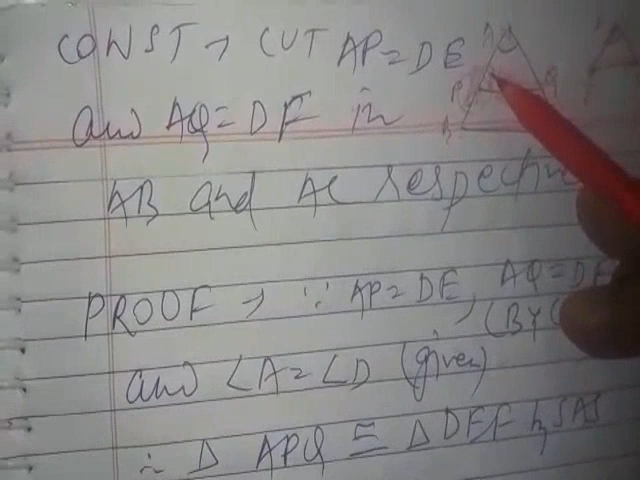 CONST → CUT AP=DE
and AQ=DF in
AB and AC respective
PROOF → ∵ AP=DE, AQ=DF
(BY
and ∠A=∠D (given)
∴ Δ APQ ≅ Δ DEF by SAS